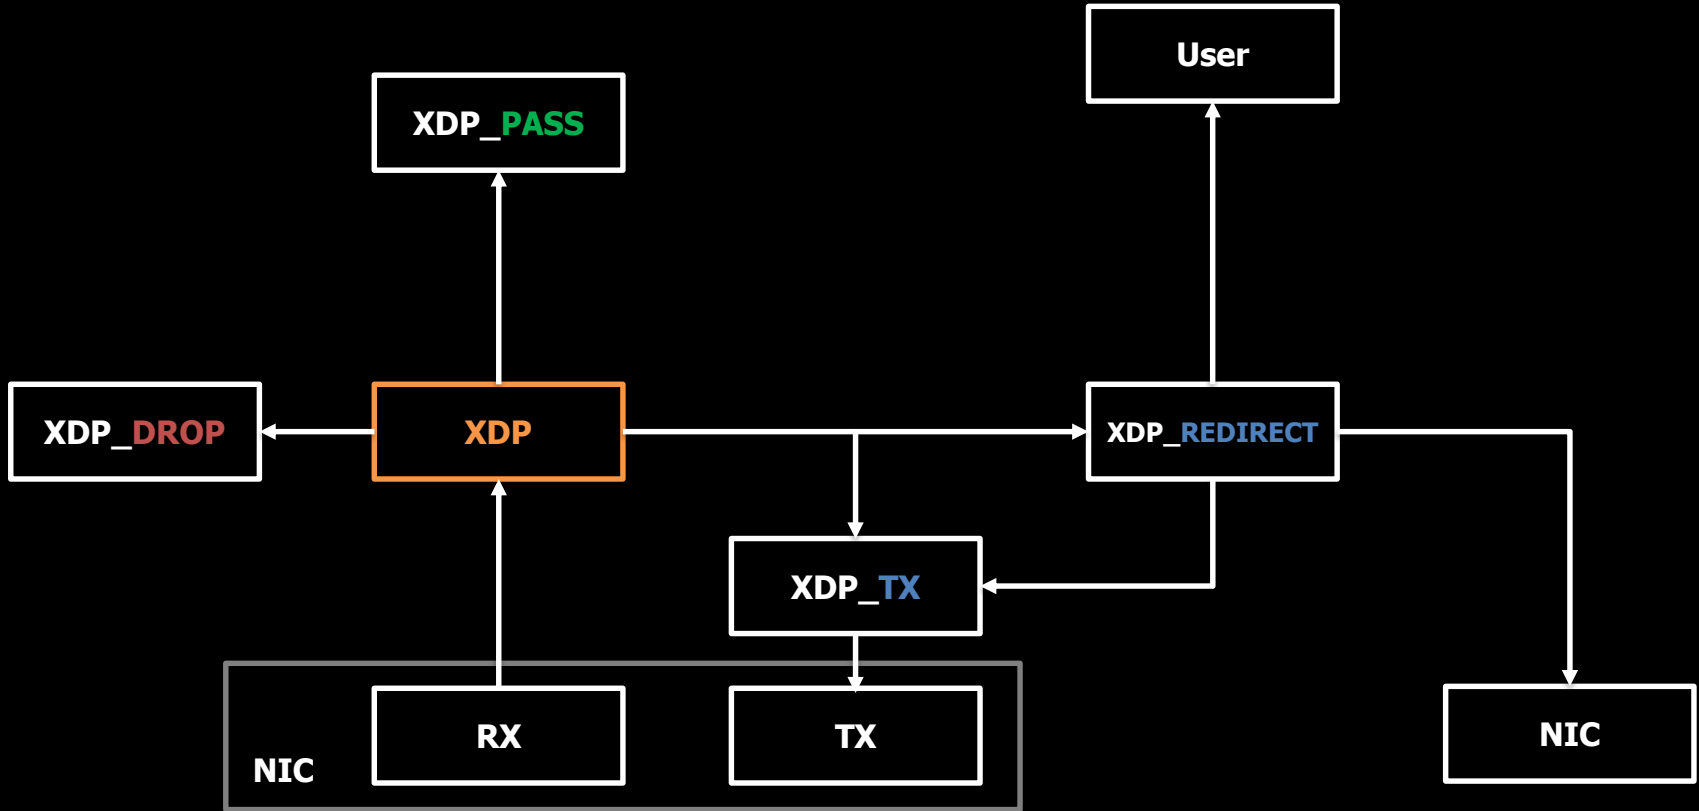 User
XDP_PASS
XDP_DROP
XDP
XDP_REDIRECT
XDP_TX
RX
TX
NIC
NIC